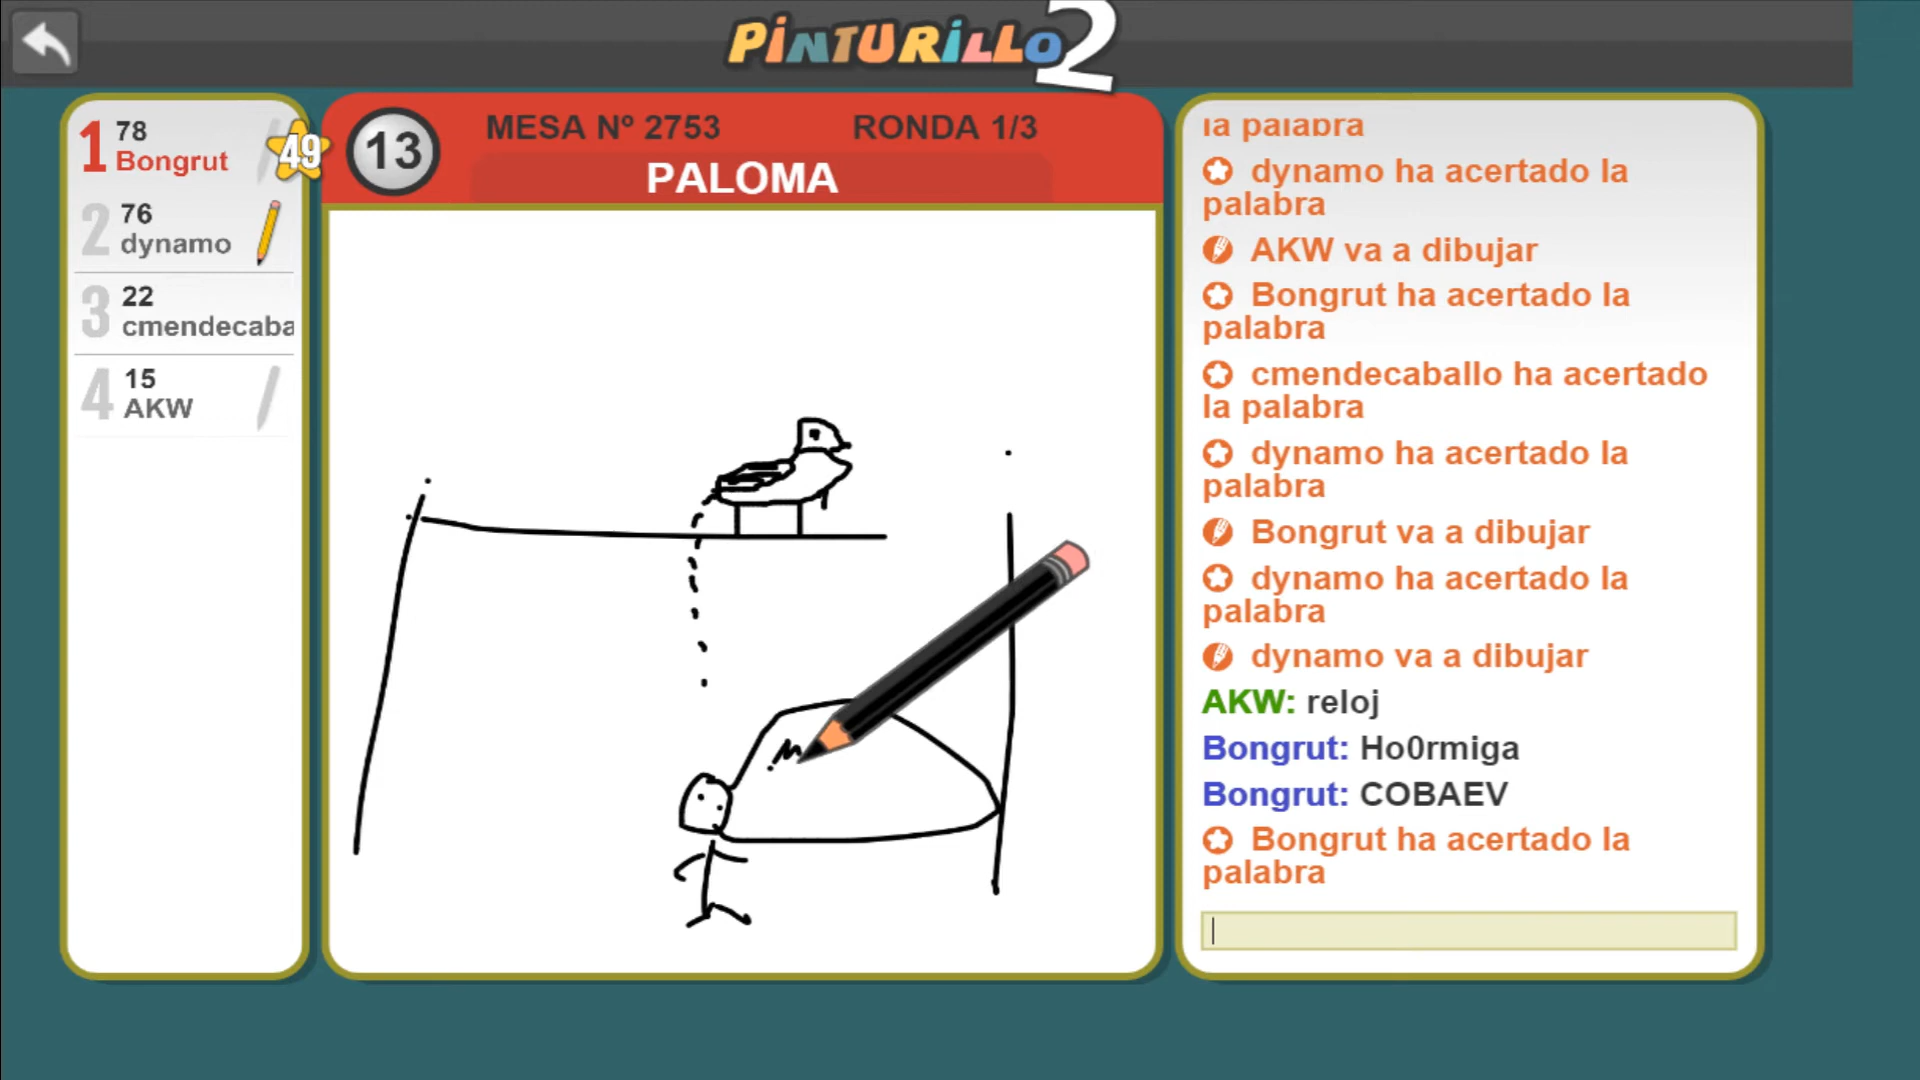 PINTURILLO 2
1 78
Bongrut
49
2 76
dynamo
3 22
cmendecaba
4 15
AKW
13
MESA Nº 2753
RONDA 1/3
PALOMA
la palabra
dynamo ha acertado la
palabra
AKW va a dibujar
Bongrut ha acertado la
palabra
cmendecaballo ha acertado
la palabra
dynamo ha acertado la
palabra
Bongrut va a dibujar
dynamo ha acertado la
palabra
dynamo va a dibujar
AKW: reloj
Bongrut: Ho0rmiga
Bongrut: COBAEV
Bongrut ha acertado la
palabra